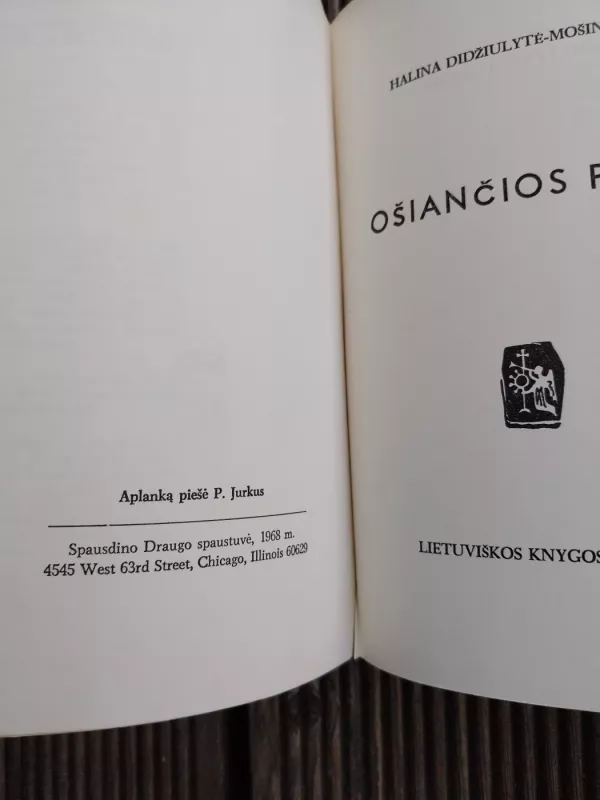 Aplanką piešė P. Jurkus
Spausdino Draugo spaustuvė, 1968 m.
4545 West 63rd Street, Chicago, Illinois 60629
HALINA DIDŽIULYTĖ-MOŠIN
OŠIANČIOS
LIETUVIŠKOS KNYGOS